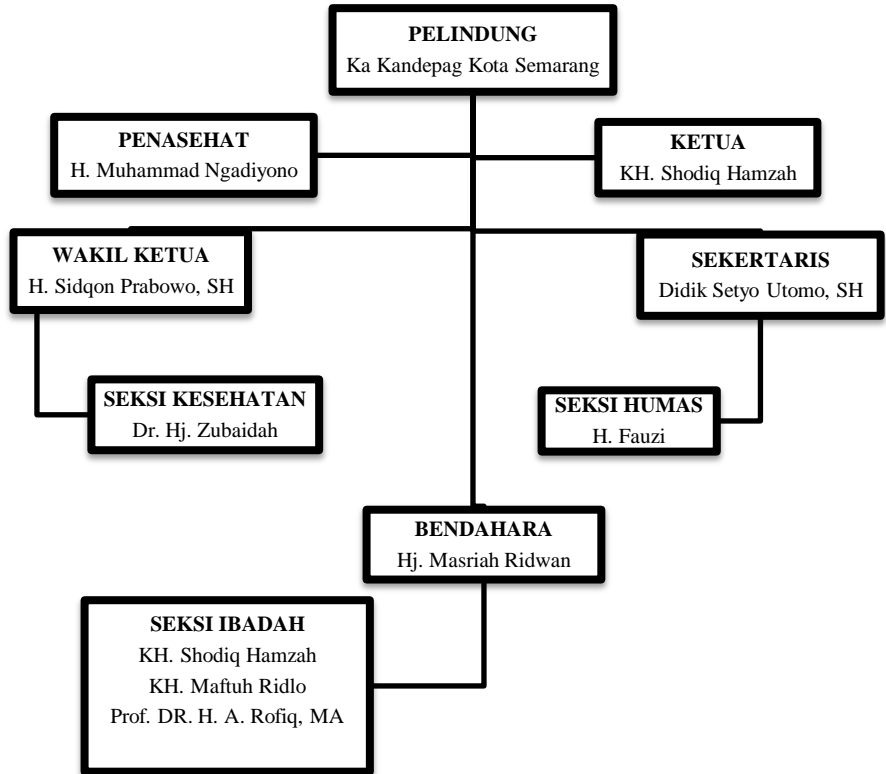 PELINDUNG
Ka Kandepag Kota Semarang
PENASEHAT
H. Muhammad Ngadiyono
KETUA
KH. Shodiq Hamzah
WAKIL KETUA
H. Sidqon Prabowo, SH
SEKERTARIS
Didik Setyo Utomo, SH
SEKSI KESEHATAN
Dr. Hj. Zubaidah
SEKSI HUMAS
H. Fauzi
BENDAHARA
Hj. Masriah Ridwan
SEKSI IBADAH
KH. Shodiq Hamzah
KH. Maftuh Ridlo
Prof. DR. H. A. Rofiq, MA